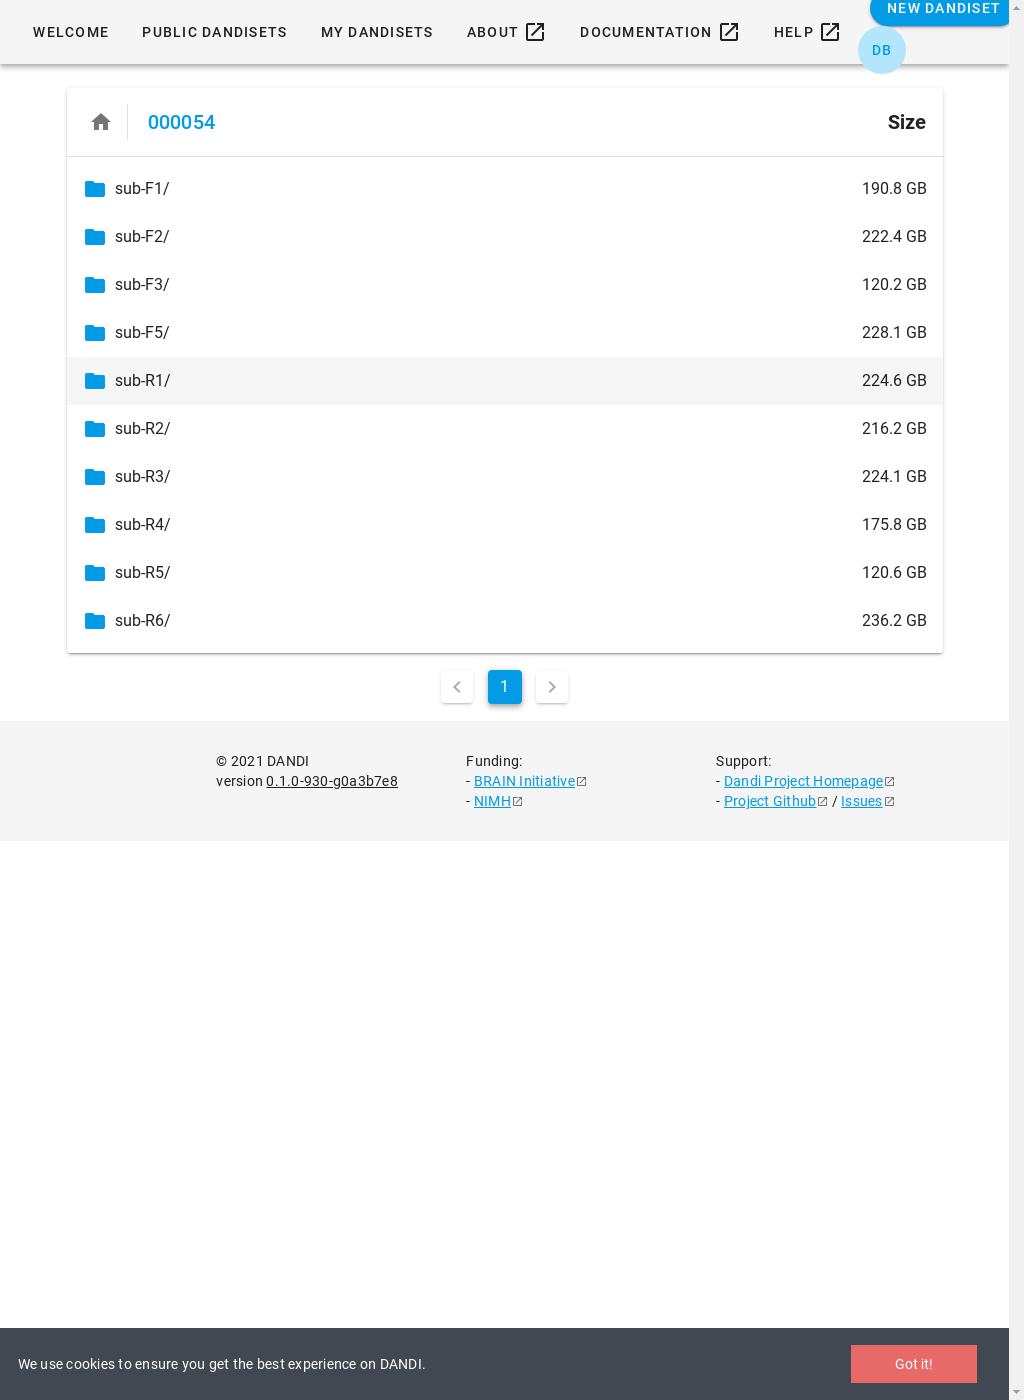 NEW DANDISET
WELCOME PUBLIC DANDISETS MY DANDISETS ABOUT DOCUMENTATION HELP
DB
000054 Size
sub-F1/ 190.8 GB
sub-F2/ 222.4 GB
sub-F3/ 120.2 GB
sub-F5/ 228.1 GB
sub-R1/ 224.6 GB
sub-R2/ 216.2 GB
sub-R3/ 224.1 GB
sub-R4/ 175.8 GB
sub-R5/ 120.6 GB
sub-R6/ 236.2 GB
1
© 2021 DANDI
version 0.1.0-930-g0a3b7e8
Funding:
- BRAIN Initiative
- NIMH
Support:
- Dandi Project Homepage
- Project Github / Issues
We use cookies to ensure you get the best experience on DANDI. Got it!